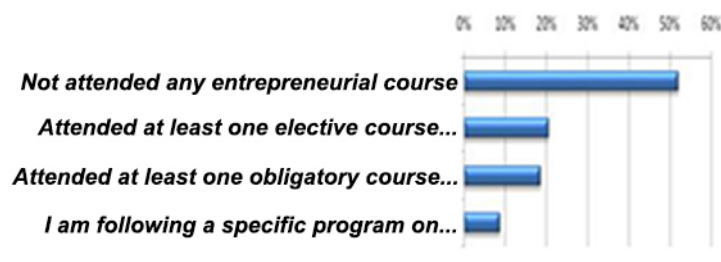 0% 10% 20% 30% 40% 50% 60%
Not attended any entrepreneurial course
Attended at least one elective course...
Attended at least one obligatory course...
I am following a specific program on...